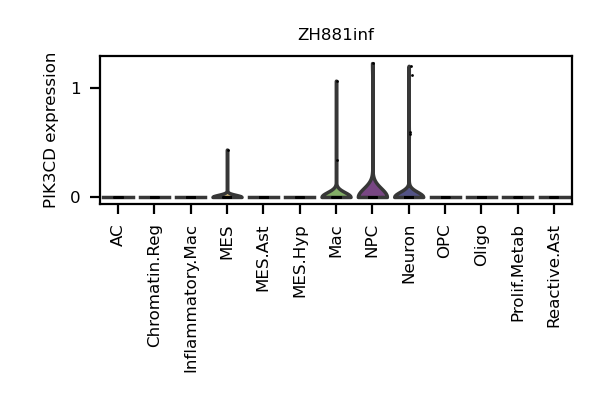 ZH881inf
PIK3CD expression
1
0
AC
Chromatin.Reg
Inflammatory.Mac
MES
MES.Ast
MES.Hyp
Mac
NPC
Neuron
OPC
Oligo
Prolif.Metab
Reactive.Ast